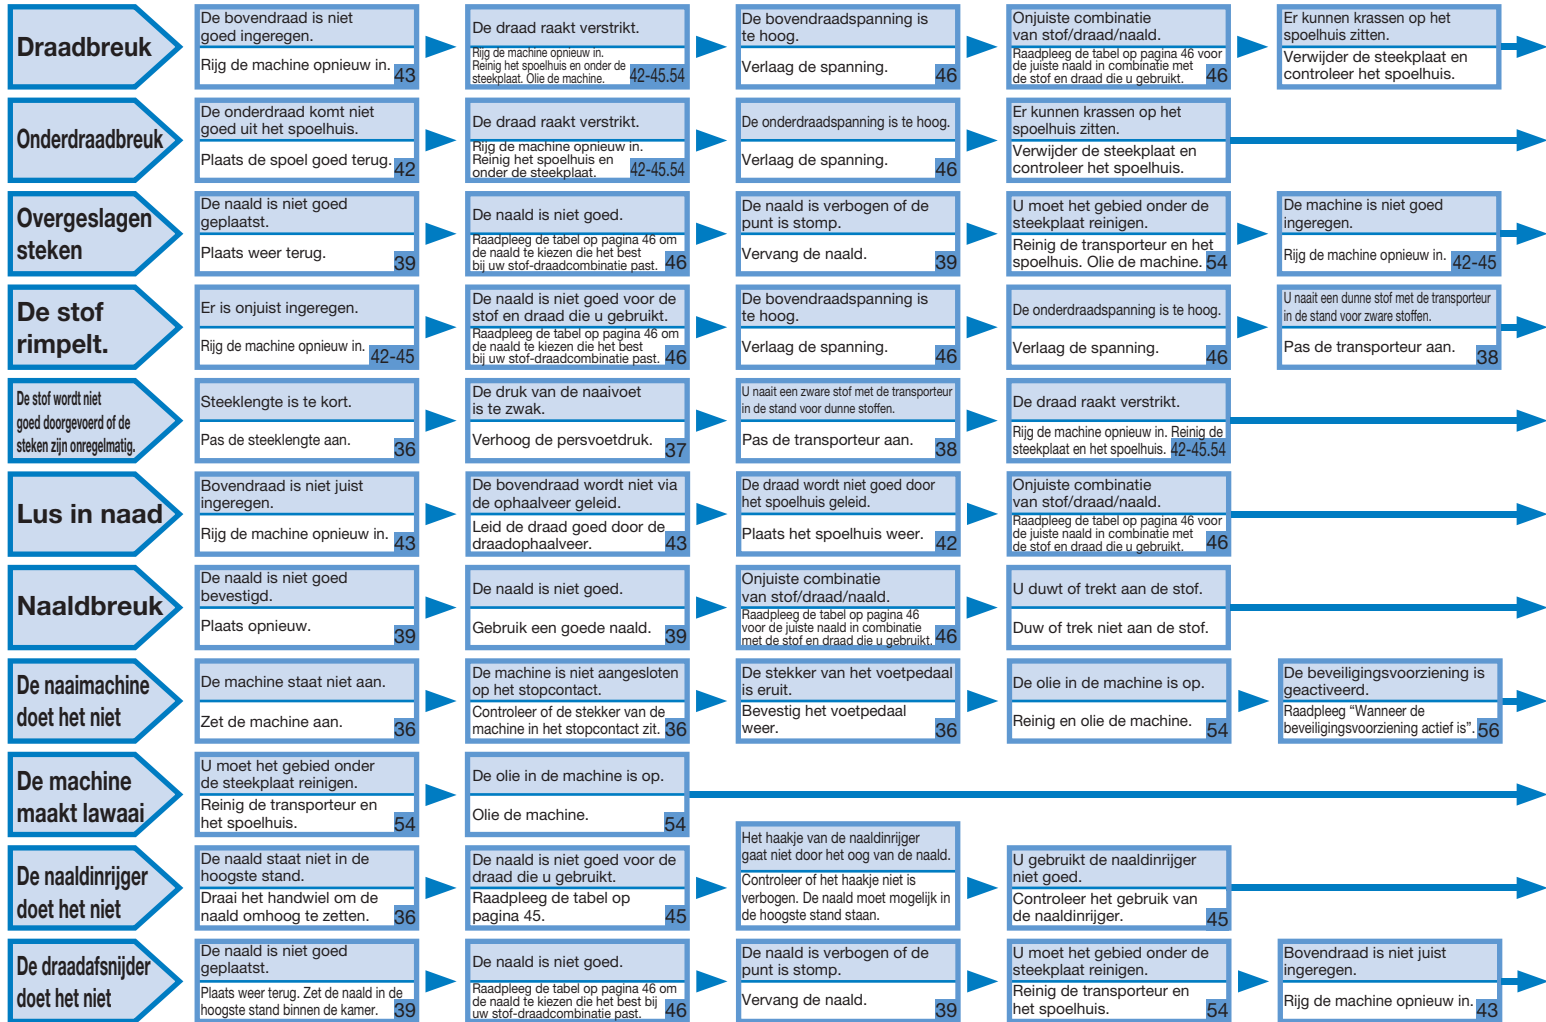 Draadbreuk
De bovendraad is niet
goed ingeregen.
Rijg de machine opnieuw in.
43
De draad raakt verstrikt.
Rijg de machine opnieuw in.
Reinig het spoelhuis en onder de
steekplaat. Olie de machine.
42-45.54
De bovendraadspanning is
te hoog.
Verlaag de spanning.
46
Onjuiste combinatie
van stof/draad/naald.
Raadpleeg de tabel op pagina 46 voor
de juiste naald in combinatie met
de stof en draad die u gebruikt.
46
Er kunnen krassen op het
spoelhuis zitten.
Verwijder de steekplaat en
controleer het spoelhuis.
Onderdraadbreuk
De onderdraad komt niet
goed uit het spoelhuis.
Plaats de spoel goed terug.
42
De draad raakt verstrikt.
Rijg de machine opnieuw in.
Reinig het spoelhuis en
onder de steekplaat.
42-45.54
De onderdraadspanning is te hoog.
Verlaag de spanning.
46
Er kunnen krassen op het
spoelhuis zitten.
Verwijder de steekplaat en
controleer het spoelhuis.
Overgeslagen
steken
De naald is niet goed
geplaatst.
Plaats weer terug.
39
De naald is niet goed.
Raadpleeg de tabel op pagina 46 om
de naald te kiezen die het best
bij uw stof-draadcombinatie past.
46
De naald is verbogen of de
punt is stomp.
Vervang de naald.
39
U moet het gebied onder de
steekplaat reinigen.
Reinig de transporteur en het
spoelhuis. Olie de machine.
54
De machine is niet goed
ingeregen.
Rijg de machine opnieuw in.
42-45
De stof
rimpelt.
Er is onjuist ingeregen.
Rijg de machine opnieuw in.
42-45
De naald is niet goed voor de
stof en draad die u gebruikt.
Raadpleeg de tabel op pagina 46 om
de naald te kiezen die het best
bij uw stof-draadcombinatie past.
46
De bovendraadspanning is
te hoog.
Verlaag de spanning.
46
De onderdraadspanning is te hoog.
Verlaag de spanning.
46
U naait een dunne stof met de transporteur
in de stand voor zware stoffen.
Pas de transporteur aan.
38
De stof wordt niet
goed doorgevoerd of de
steken zijn onregelmatig.
Steeklengte is te kort.
Pas de steeklengte aan.
36
De druk van de naaivoet
is te zwak.
Verhoog de persvoetdruk.
37
U naait een zware stof met de transporteur
in de stand voor dunne stoffen.
Pas de transporteur aan.
38
De draad raakt verstrikt.
Rijg de machine opnieuw in. Reinig de
steekplaat en het spoelhuis.
42-45.54
Lus in naad
Bovendraad is niet juist
ingeregen.
Rijg de machine opnieuw in.
43
De bovendraad wordt niet via
de ophaalveer geleid.
Leid de draad goed door de
draadophaalveer.
43
De draad wordt niet goed door
het spoelhuis geleid.
Plaats het spoelhuis weer.
42
Onjuiste combinatie
van stof/draad/naald.
Raadpleeg de tabel op pagina 46 voor
de juiste naald in combinatie met
de stof en draad die u gebruikt.
46
Naaldbreuk
De naald is niet goed
bevestigd.
Plaats opnieuw.
39
De naald is niet goed.
Gebruik een goede naald.
39
Onjuiste combinatie
van stof/draad/naald.
Raadpleeg de tabel op pagina 46
voor de juiste naald in combinatie
met de stof en draad die u gebruikt.
46
U duwt of trekt aan de stof.
Duw of trek niet aan de stof.
De naaimachine
doet het niet
De machine staat niet aan.
Zet de machine aan.
36
De machine is niet aangesloten
op het stopcontact.
Controleer of de stekker van de
machine in het stopcontact zit.
36
De stekker van het voetpedaal
is eruit.
Bevestig het voetpedaal
weer.
36
De olie in de machine is op.
Reinig en olie de machine.
54
De beveiligingsvoorziening is
geactiveerd.
Raadpleeg “Wanneer de
beveiligingsvoorziening actief is”.
56
De machine
maakt lawaai
U moet het gebied onder
de steekplaat reinigen.
Reinig de transporteur en
het spoelhuis.
54
De olie in de machine is op.
Olie de machine.
54
De naaldinrijger
doet het niet
De naald staat niet in de
hoogste stand.
Draai het handwiel om de
naald omhoog te zetten.
36
De naald is niet goed voor de
draad die u gebruikt.
Raadpleeg de tabel op
pagina 45.
45
Het haakje van de naaldinrijger
gaat niet door het oog van de naald.
Controleer of het haakje niet is
verbogen. De naald moet mogelijk in
de hoogste stand staan.
U gebruikt de naaldinrijger
niet goed.
Controleer het gebruik van
de naaldinrijger.
45
De draadafsnijder
doet het niet
De naald is niet goed
geplaatst.
Plaats weer terug. Zet de naald in de
hoogste stand binnen de kamer.
39
De naald is niet goed.
Raadpleeg de tabel op pagina 46 om
de naald te kiezen die het best bij
uw stof-draadcombinatie past.
46
De naald is verbogen of de
punt is stomp.
Vervang de naald.
39
U moet het gebied onder de
steekplaat reinigen.
Reinig de transporteur en
het spoelhuis.
54
Bovendraad is niet juist
ingeregen.
Rijg de machine opnieuw in.
43